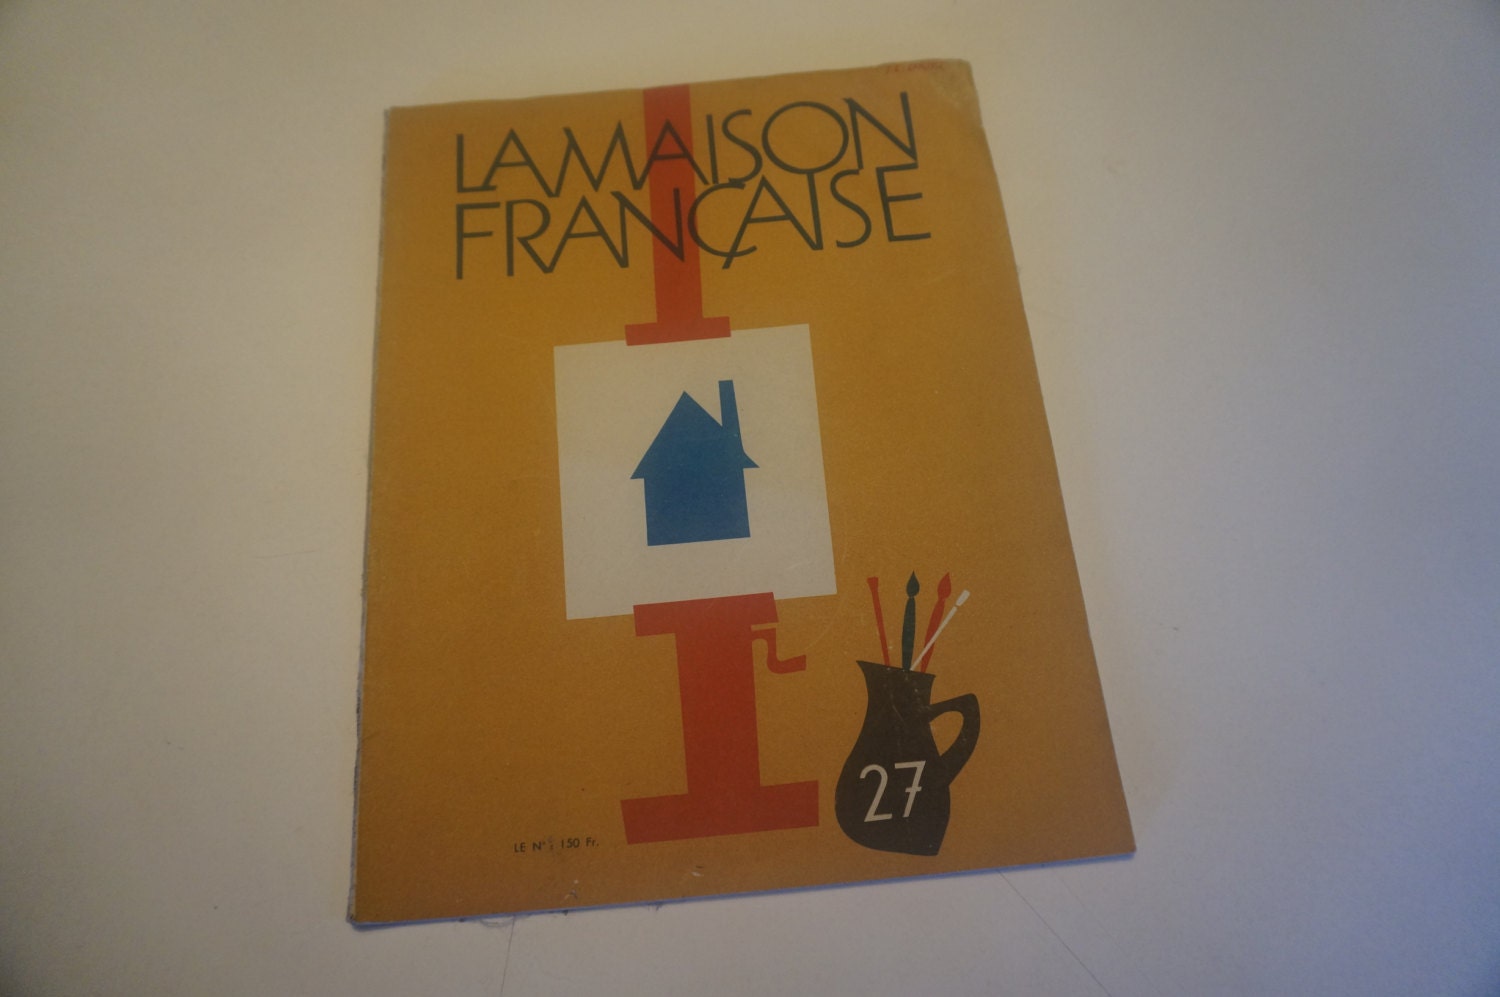 LA MAISON
FRANÇAISE
27
LE N° : 150 Fr.